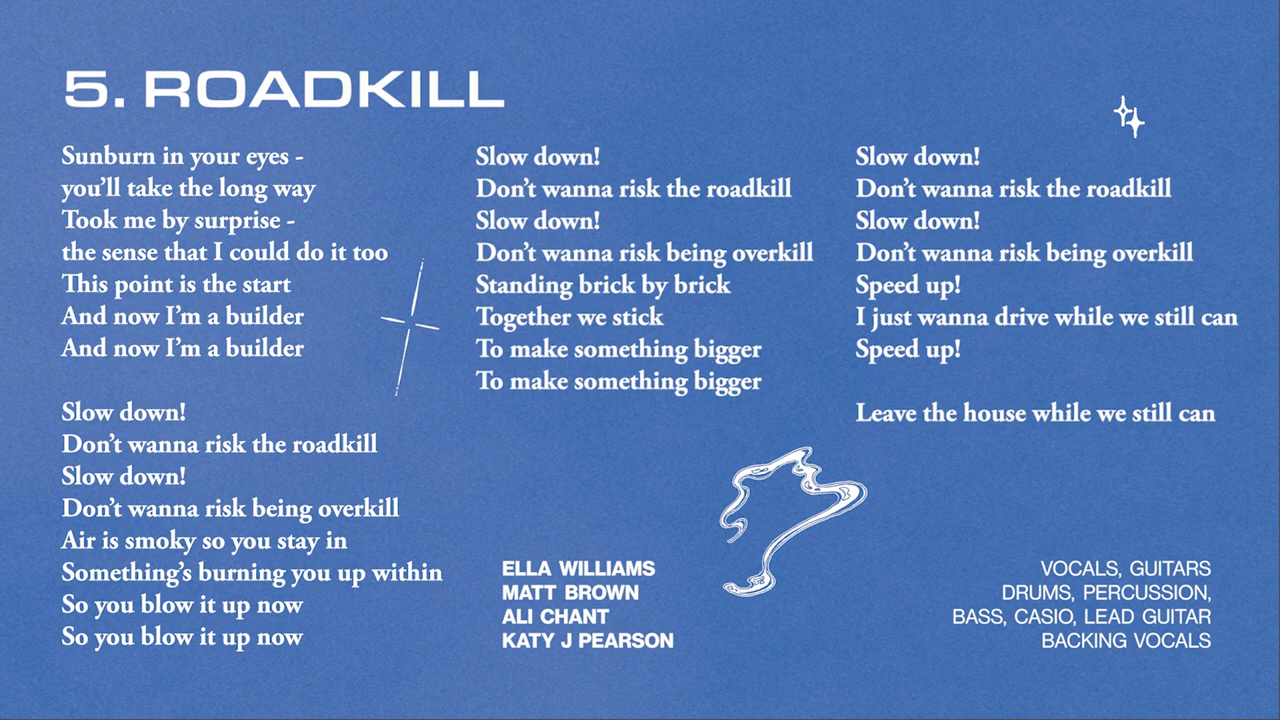 5. ROADKILL
Sunburn in your eyes -
you’ll take the long way
Took me by surprise -
the sense that I could do it too
This point is the start
And now I’m a builder
And now I’m a builder
Slow down!
Don’t wanna risk the roadkill
Slow down!
Don’t wanna risk being overkill
Air is smoky so you stay in
Something’s burning you up within
So you blow it up now
So you blow it up now
Slow down!
Don’t wanna risk the roadkill
Slow down!
Don’t wanna risk being overkill
Standing brick by brick
Together we stick
To make something bigger
To make something bigger
Slow down!
Don’t wanna risk the roadkill
Slow down!
Don’t wanna risk being overkill
Speed up!
I just wanna drive while we still can
Speed up!
Leave the house while we still can
ELLA WILLIAMS
MATT BROWN
ALI CHANT
KATY J PEARSON
VOCALS, GUITARS
DRUMS, PERCUSSION,
BASS, CASIO, LEAD GUITAR
BACKING VOCALS